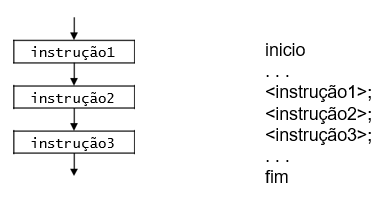 instrução1
instrução2
instrução3
inicio
. . .
<instrução1>;
<instrução2>;
<instrução3>;
. . .
fim